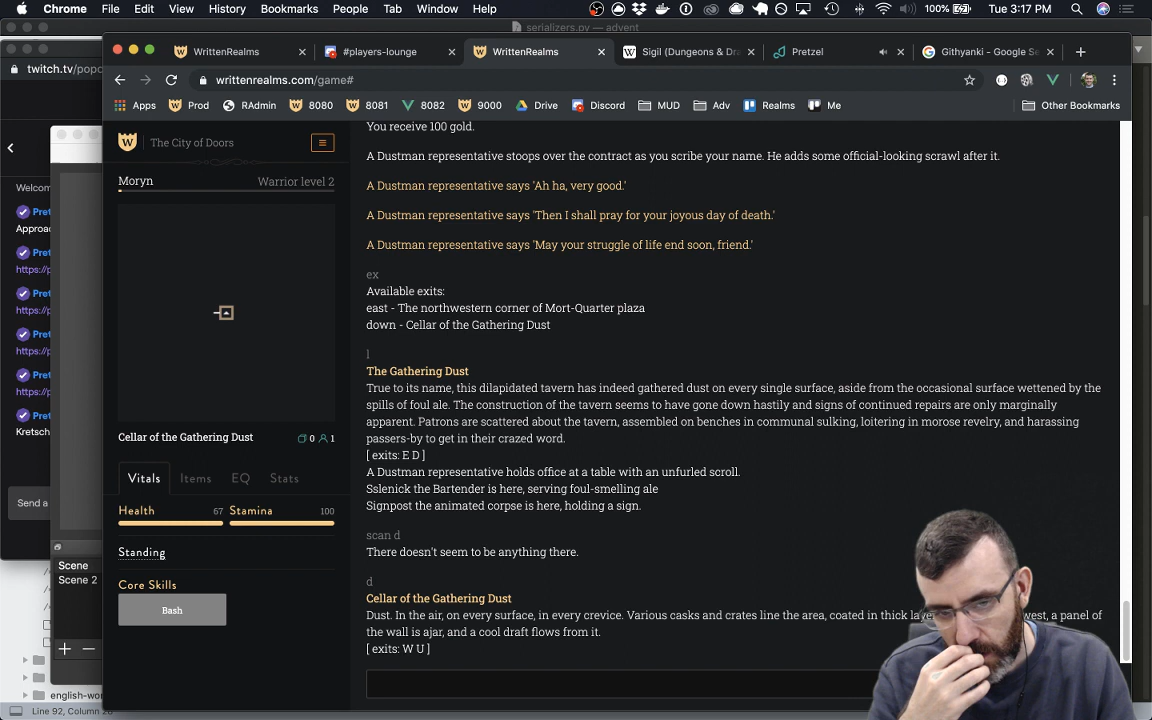 Chrome File Edit View History Bookmarks People Tab Window Help 100% Tue 3:17 PM
serializers.py — advent
twitch.tv/popc
WrittenRealms #players-lounge WrittenRealms Sigil (Dungeons & Dra Pretzel Githyanki - Google Se
writtenrealms.com/game#
Apps Prod RAdmin 8080 8081 8082 9000 Drive Discord MUD Adv Realms Me Other Bookmarks
Welcom
Pret
Approa
Pret
https://p
Pret
https://p
Pret
https://p
Pret
https://p
Pret
Kretsch
Send a
Scene
Scene 2
english-wor
Line 92, Column 2
The City of Doors
Moryn Warrior level 2
Cellar of the Gathering Dust 0 1
Vitals Items EQ Stats
Health 67 Stamina 100
Standing
Core Skills
Bash
You receive 100 gold.
A Dustman representative stoops over the contract as you scribe your name. He adds some official-looking scrawl after it.
A Dustman representative says 'Ah ha, very good.'
A Dustman representative says 'Then I shall pray for your joyous day of death.'
A Dustman representative says 'May your struggle of life end soon, friend.'
ex
Available exits:
east - The northwestern corner of Mort-Quarter plaza
down - Cellar of the Gathering Dust
l
The Gathering Dust
True to its name, this dilapidated tavern has indeed gathered dust on every single surface, aside from the occasional surface wettened by the
spills of foul ale. The construction of the tavern seems to have gone down hastily and signs of continued repairs are only marginally
apparent. Patrons are scattered about the tavern, assembled on benches in communal sulking, loitering in morose revelry, and harassing
passers-by to get in their crazed word.
[ exits: E D ]
A Dustman representative holds office at a table with an unfurled scroll.
Sslenick the Bartender is here, serving foul-smelling ale
Signpost the animated corpse is here, holding a sign.
scan d
There doesn't seem to be anything there.
d
Cellar of the Gathering Dust
Dust. In the air, on every surface, in every crevice. Various casks and crates line the area, coated in thick west, a panel of
the wall is ajar, and a cool draft flows from it.
[ exits: W U ]